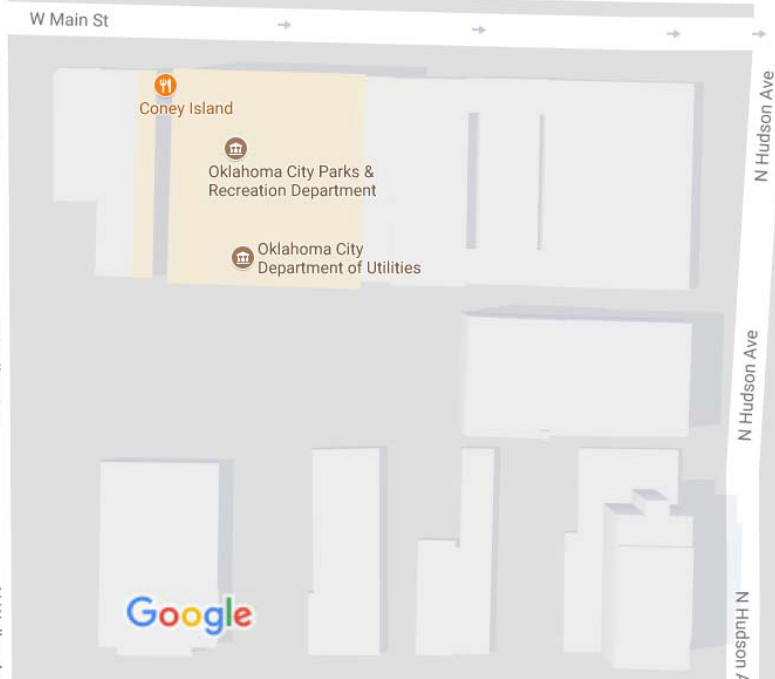 W Main St
N Hudson Ave
Coney Island
Oklahoma City Parks &
Recreation Department
Oklahoma City
Department of Utilities
N Hudson Ave
Google
N Hudson